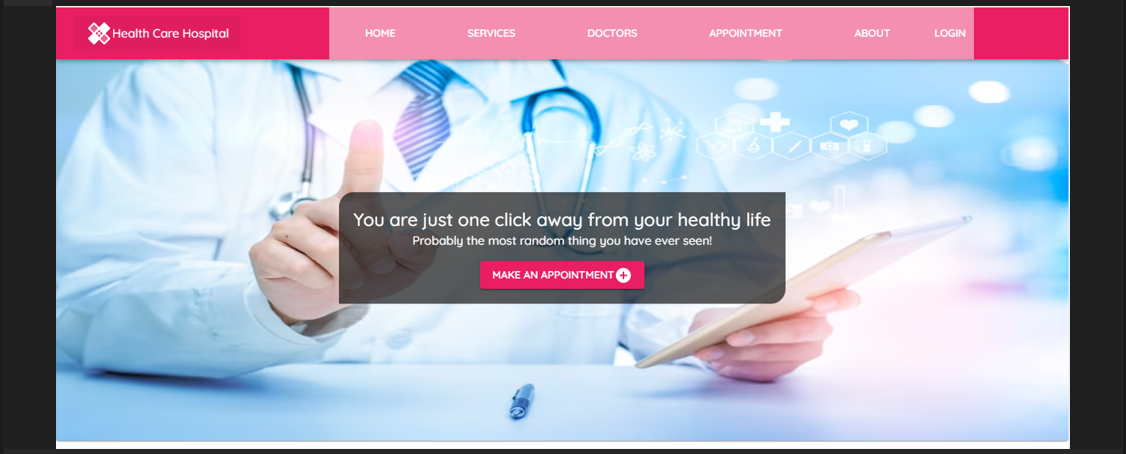 Health Care Hospital
HOME SERVICES DOCTORS APPOINTMENT ABOUT LOGIN
You are just one click away from your healthy life
Probably the most random thing you have ever seen!
MAKE AN APPOINTMENT